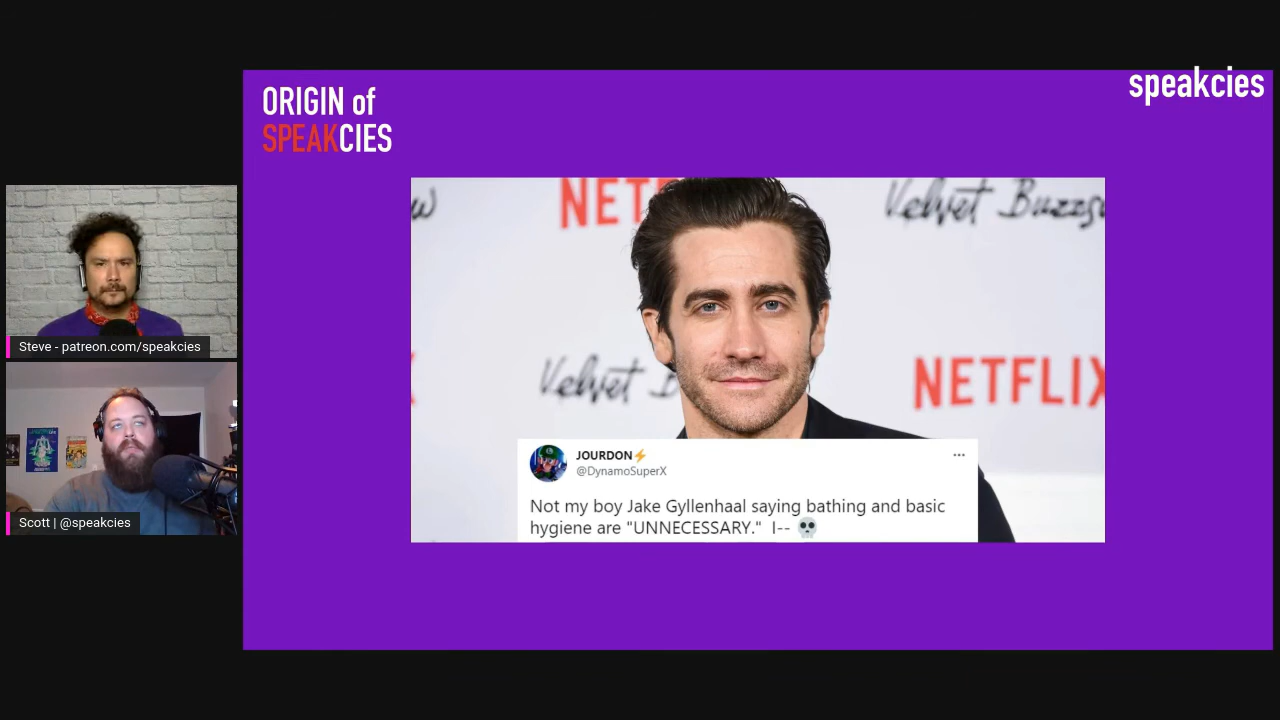 speakcies
ORIGIN of
SPEAKCIES
NETF
Velvet Buzzs
w
Velvet B
NETFLIX
X
Steve - patreon.com/speakcies
Scott | @speakcies
JOURDON⚡
@DynamoSuperX
...
Not my boy Jake Gyllenhaal saying bathing and basic
hygiene are "UNNECESSARY." I-- 💀